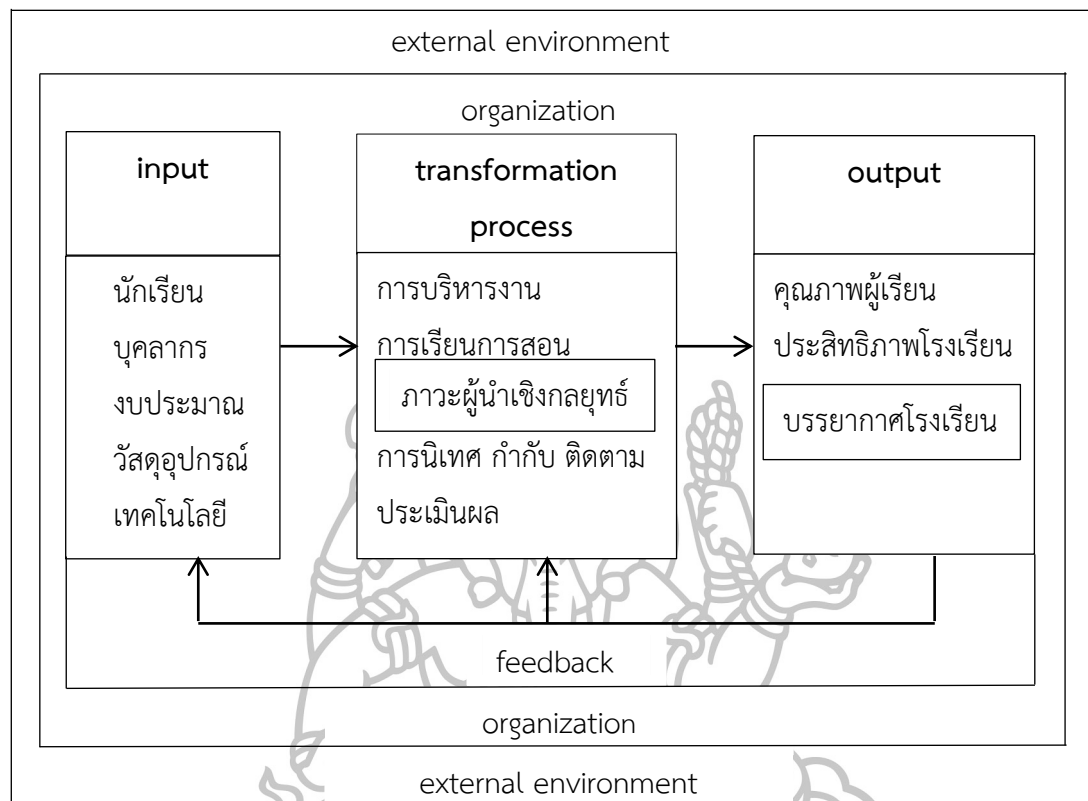 external environment
organization
input
transformation
process
output
นักเรียน
บุคลากร
งบประมาณ
วัสดุอุปกรณ์
เทคโนโลยี
การบริหารงาน
การเรียนการสอน
ภาวะผู้นำเชิงกลยุทธ์
การนิเทศ กำกับ ติดตาม
ประเมินผล
คุณภาพผู้เรียน
ประสิทธิภาพโรงเรียน
บรรยากาศโรงเรียน
feedback
organization
external environment